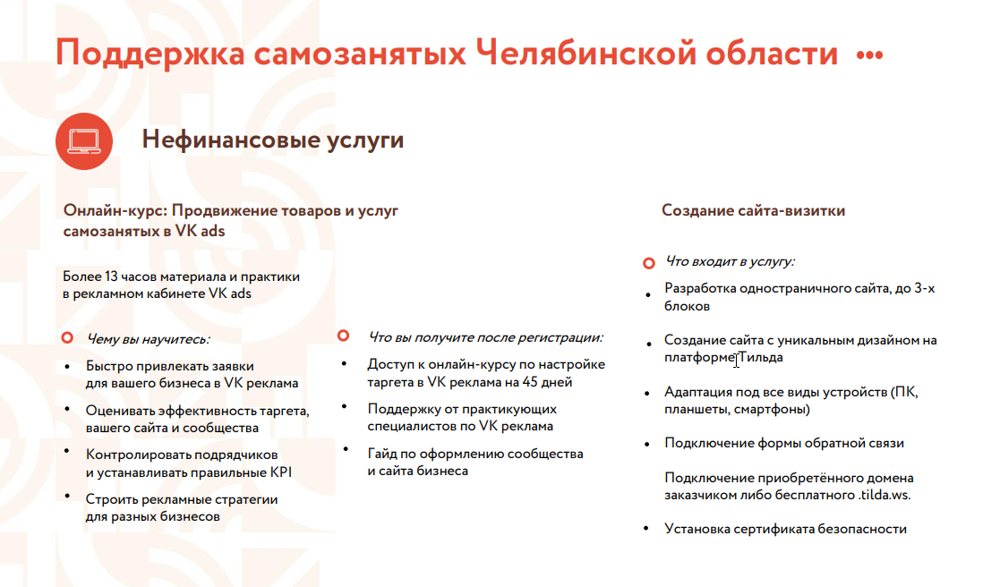 Поддержка самозанятых Челябинской области •••
Нефинансовые услуги
Онлайн-курс: Продвижение товаров и услуг
самозанятых в VK ads
Более 13 часов материала и практики
в рекламном кабинете VK ads
Чему вы научитесь:
• Быстро привлекать заявки
для вашего бизнеса в VK реклама
• Оценивать эффективность таргета,
вашего сайта и сообщества
• Контролировать подрядчиков
и устанавливать правильные KPI
• Строить рекламные стратегии
для разных бизнесов
Что вы получите после регистрации:
• Доступ к онлайн-курсу по настройке
таргета в VK реклама на 45 дней
• Поддержку от практикующих
специалистов по VK реклама
• Гайд по оформлению сообщества
и сайта бизнеса
Создание сайта-визитки
Что входит в услугу:
• Разработка одностраничного сайта, до 3-х
блоков
• Создание сайта с уникальным дизайном на
платформе Тильда
• Адаптация под все виды устройств (ПК,
планшеты, смартфоны)
• Подключение формы обратной связи
Подключение приобретённого домена
заказчиком либо бесплатного .tilda.ws.
• Установка сертификата безопасности